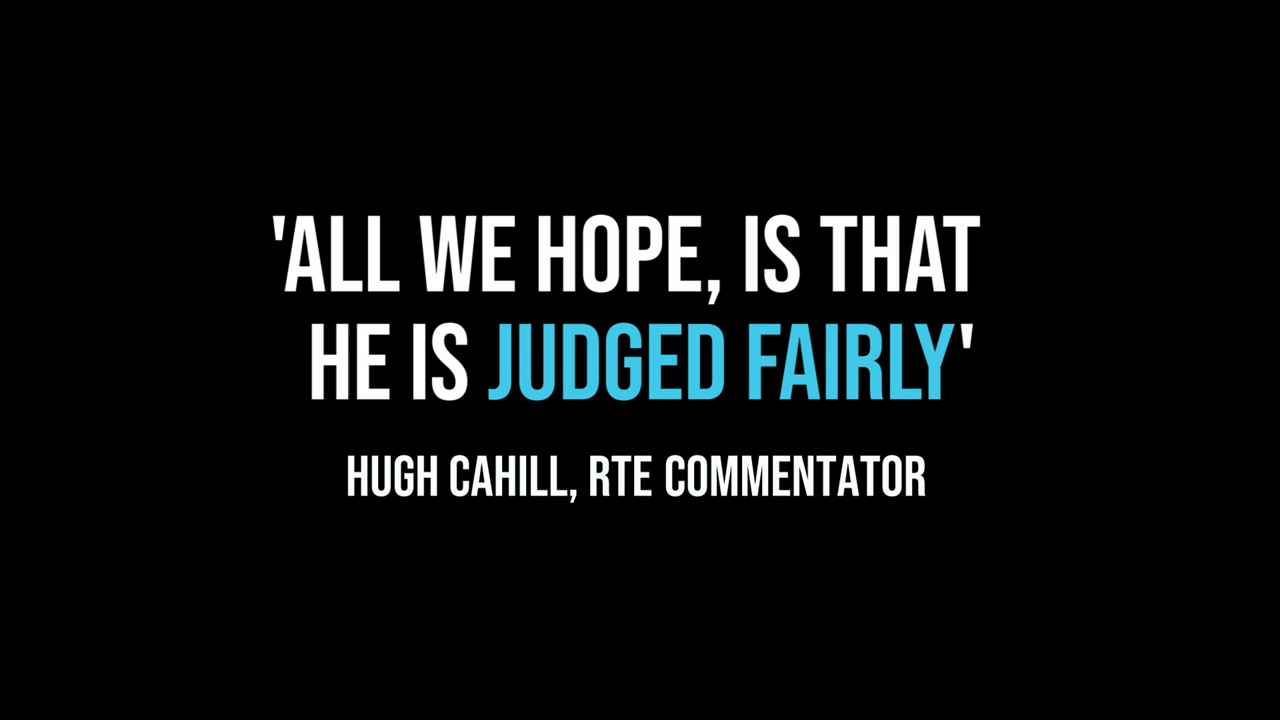 'ALL WE HOPE, IS THAT
HE IS JUDGED FAIRLY'
HUGH CAHILL, RTE COMMENTATOR